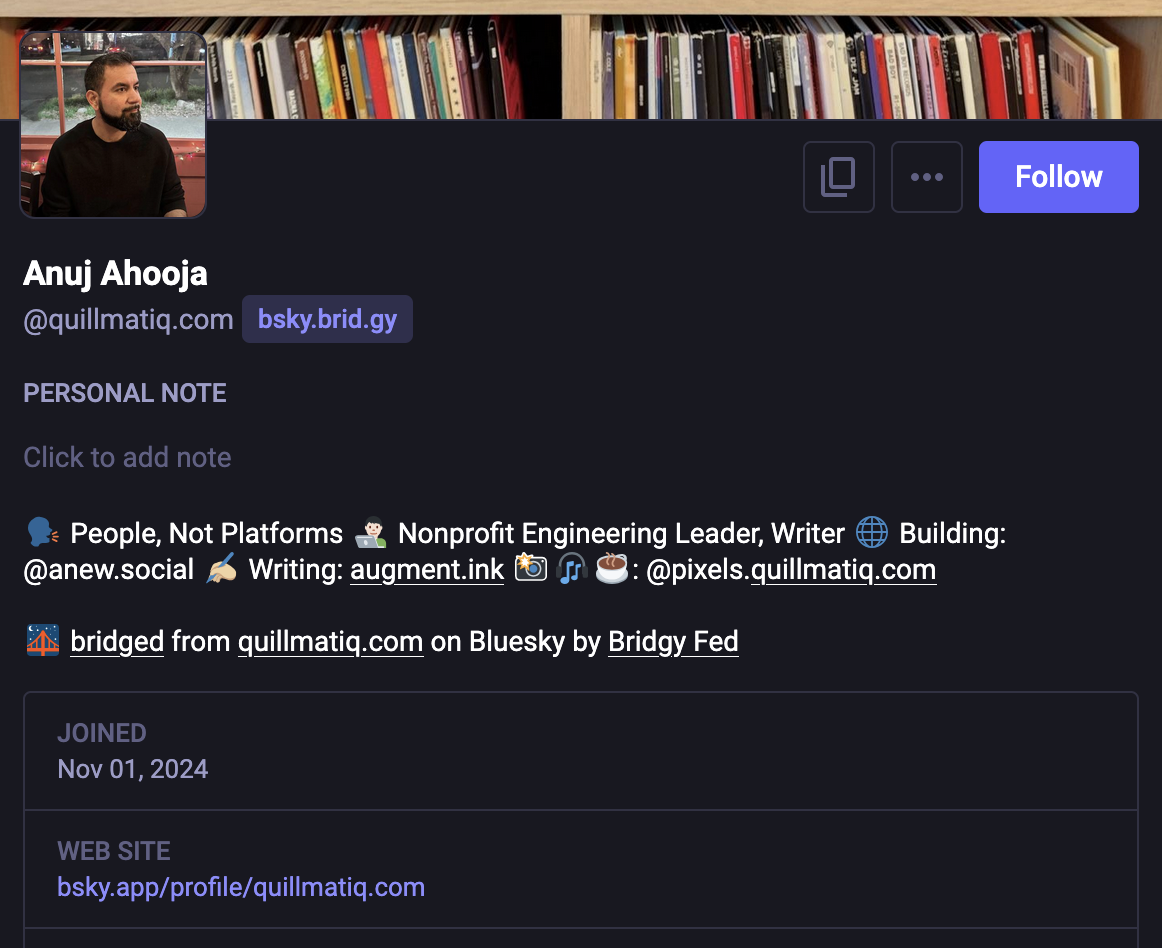 Follow
Anuj Ahooja
@quillmatiq.com bsky.brid.gy
PERSONAL NOTE
Click to add note
🗣️ People, Not Platforms 🧑🏻‍💻 Nonprofit Engineering Leader, Writer 🌐 Building:
@anew.social ✍🏼 Writing: augment.ink 📸 🎧 ☕: @pixels.quillmatiq.com
🌉 bridged from quillmatiq.com on Bluesky by Bridgy Fed
JOINED
Nov 01, 2024
WEB SITE
bsky.app/profile/quillmatiq.com